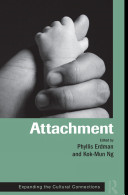 Attachment
Edited by
Phyllis Erdman
and Kok-Mun Ng
Expanding the Cultural Connections